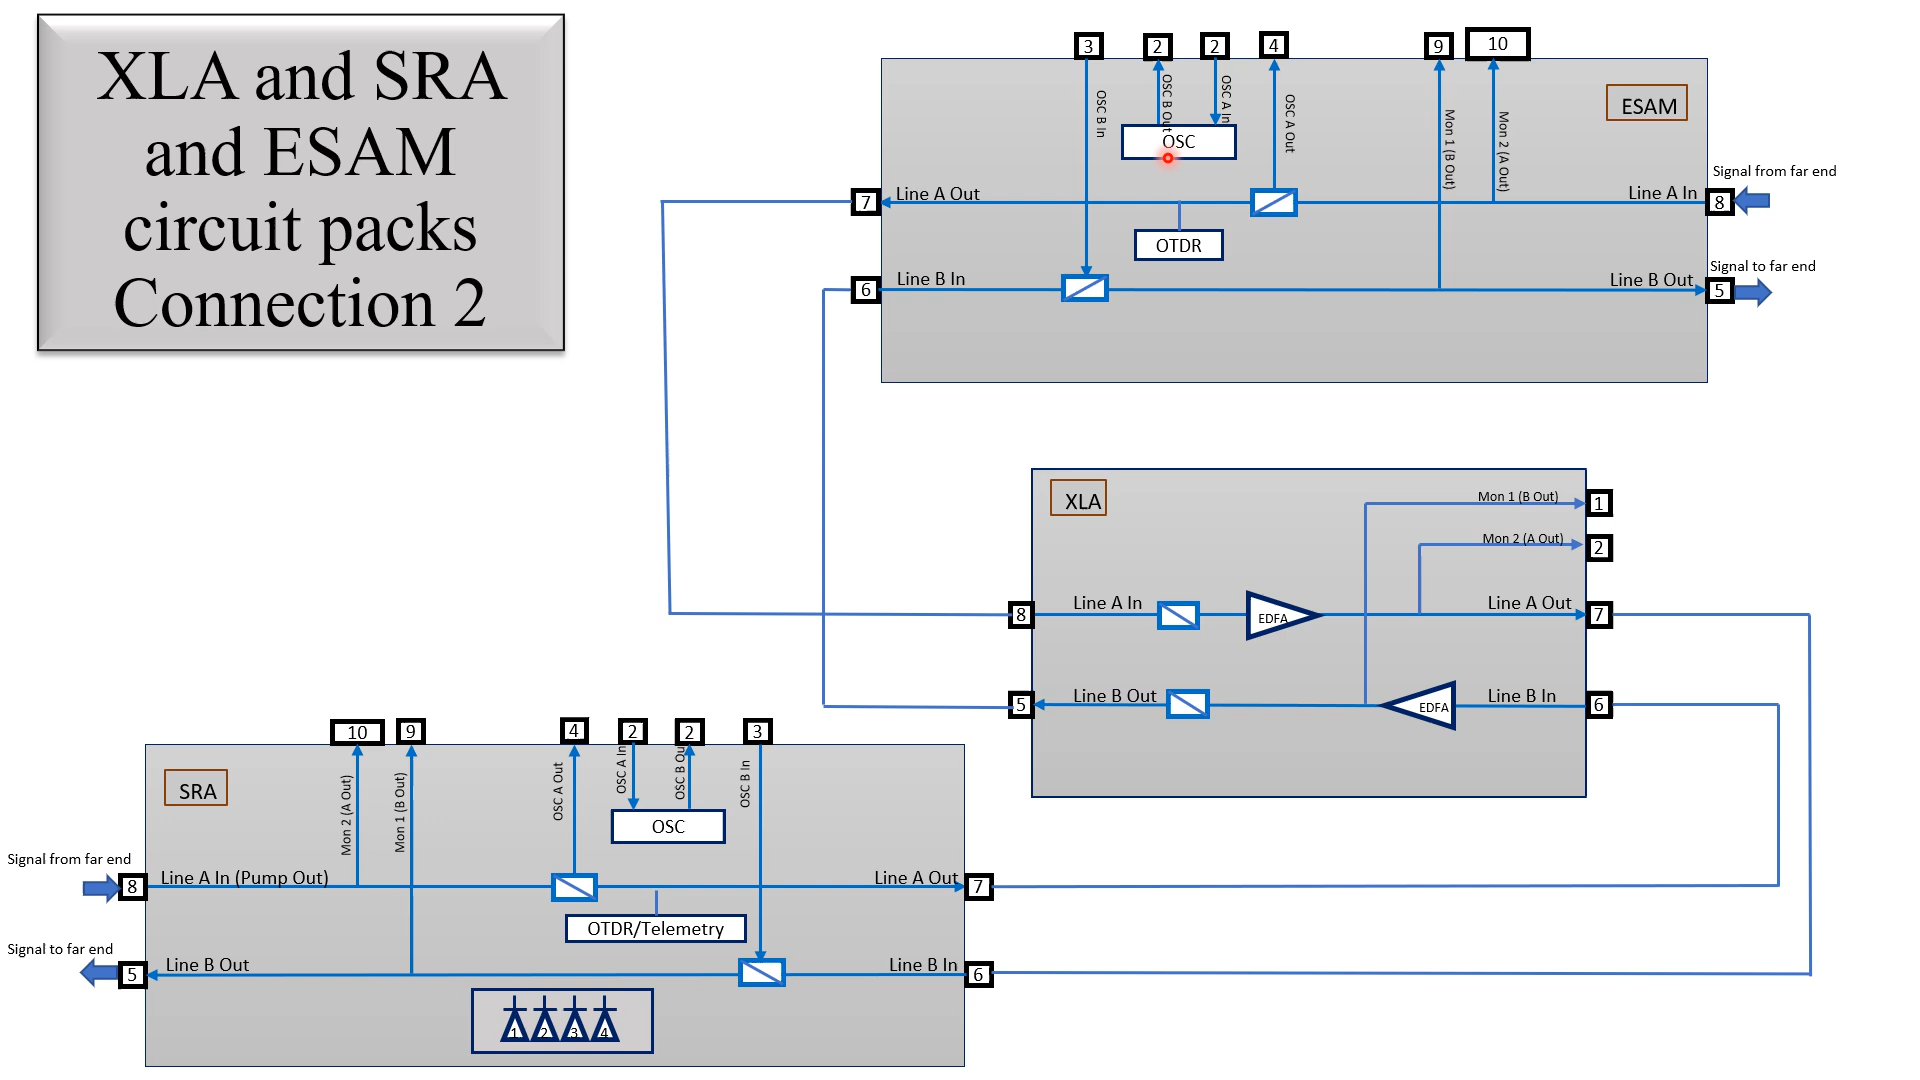 XLA and SRA
and ESAM
circuit packs
Connection 2
3
2
2
4
9
10
OSC B In
OSC B Out
OSC A In
OSC A Out
Mon 1 (B Out)
Mon 2 (A Out)
ESAM
OSC
Signal from far end
7
Line A Out
Line A In
8
OTDR
Signal to far end
6
Line B In
Line B Out
5
XLA
Mon 1 (B Out)
1
Mon 2 (A Out)
2
8
Line A In
EDFA
Line A Out
7
5
Line B Out
EDFA
Line B In
6
10
9
4
2
2
3
SRA
Mon 2 (A Out)
Mon 1 (B Out)
OSC A Out
OSC A In
OSC B Ou
OSC B In
OSC
Signal from far end
8
Line A In (Pump Out)
Line A Out
7
OTDR/Telemetry
Signal to far end
5
Line B Out
Line B In
6
1
2
3
4